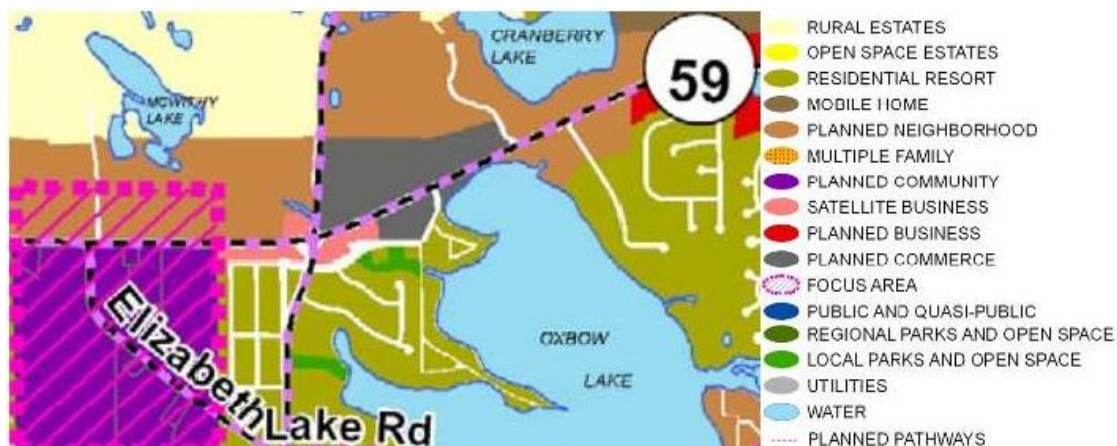 CRANBERRY
LAKE
59
MCWITHY
LAKE
OXBOW
LAKE
Elizabeth Lake Rd
RURAL ESTATES
OPEN SPACE ESTATES
RESIDENTIAL RESORT
MOBILE HOME
PLANNED NEIGHBORHOOD
MULTIPLE FAMILY
PLANNED COMMUNITY
SATELLITE BUSINESS
PLANNED BUSINESS
PLANNED COMMERCE
FOCUS AREA
PUBLIC AND QUASI-PUBLIC
REGIONAL PARKS AND OPEN SPACE
LOCAL PARKS AND OPEN SPACE
UTILITIES
WATER
PLANNED PATHWAYS